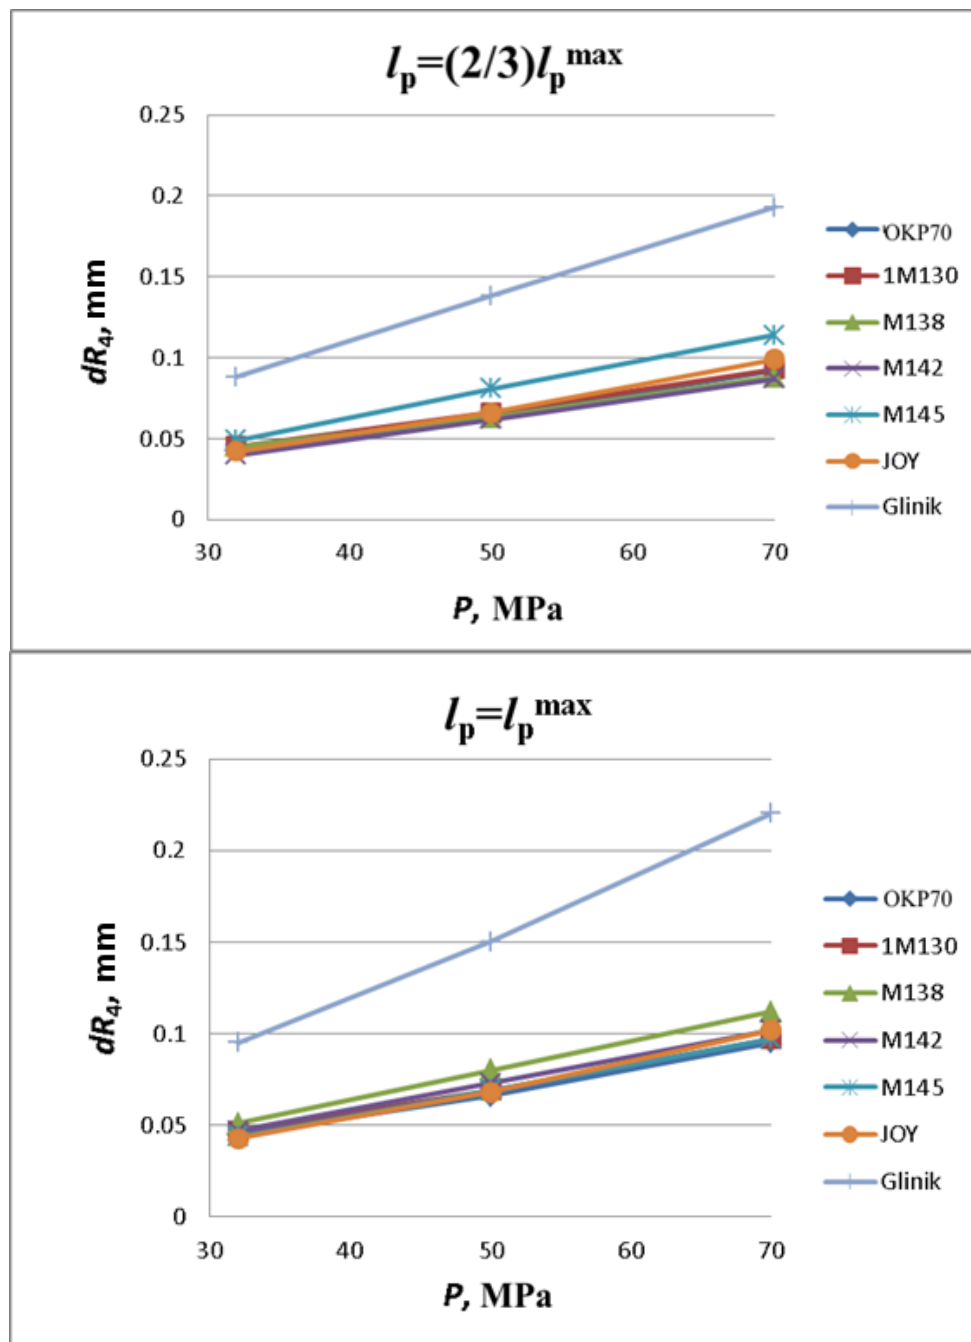 lₚ=(2/3)lₚᵐᵃˣ
0.25
0.2
0.15
0.1
0.05
0
dR₄, mm
30 40 50 60 70
P, MPa
OKP70
1M130
M138
M142
M145
JOY
Glinik
lₚ=lₚᵐᵃˣ
0.25
0.2
0.15
0.1
0.05
0
dR₄, mm
30 40 50 60 70
P, MPa
OKP70
1M130
M138
M142
M145
JOY
Glinik